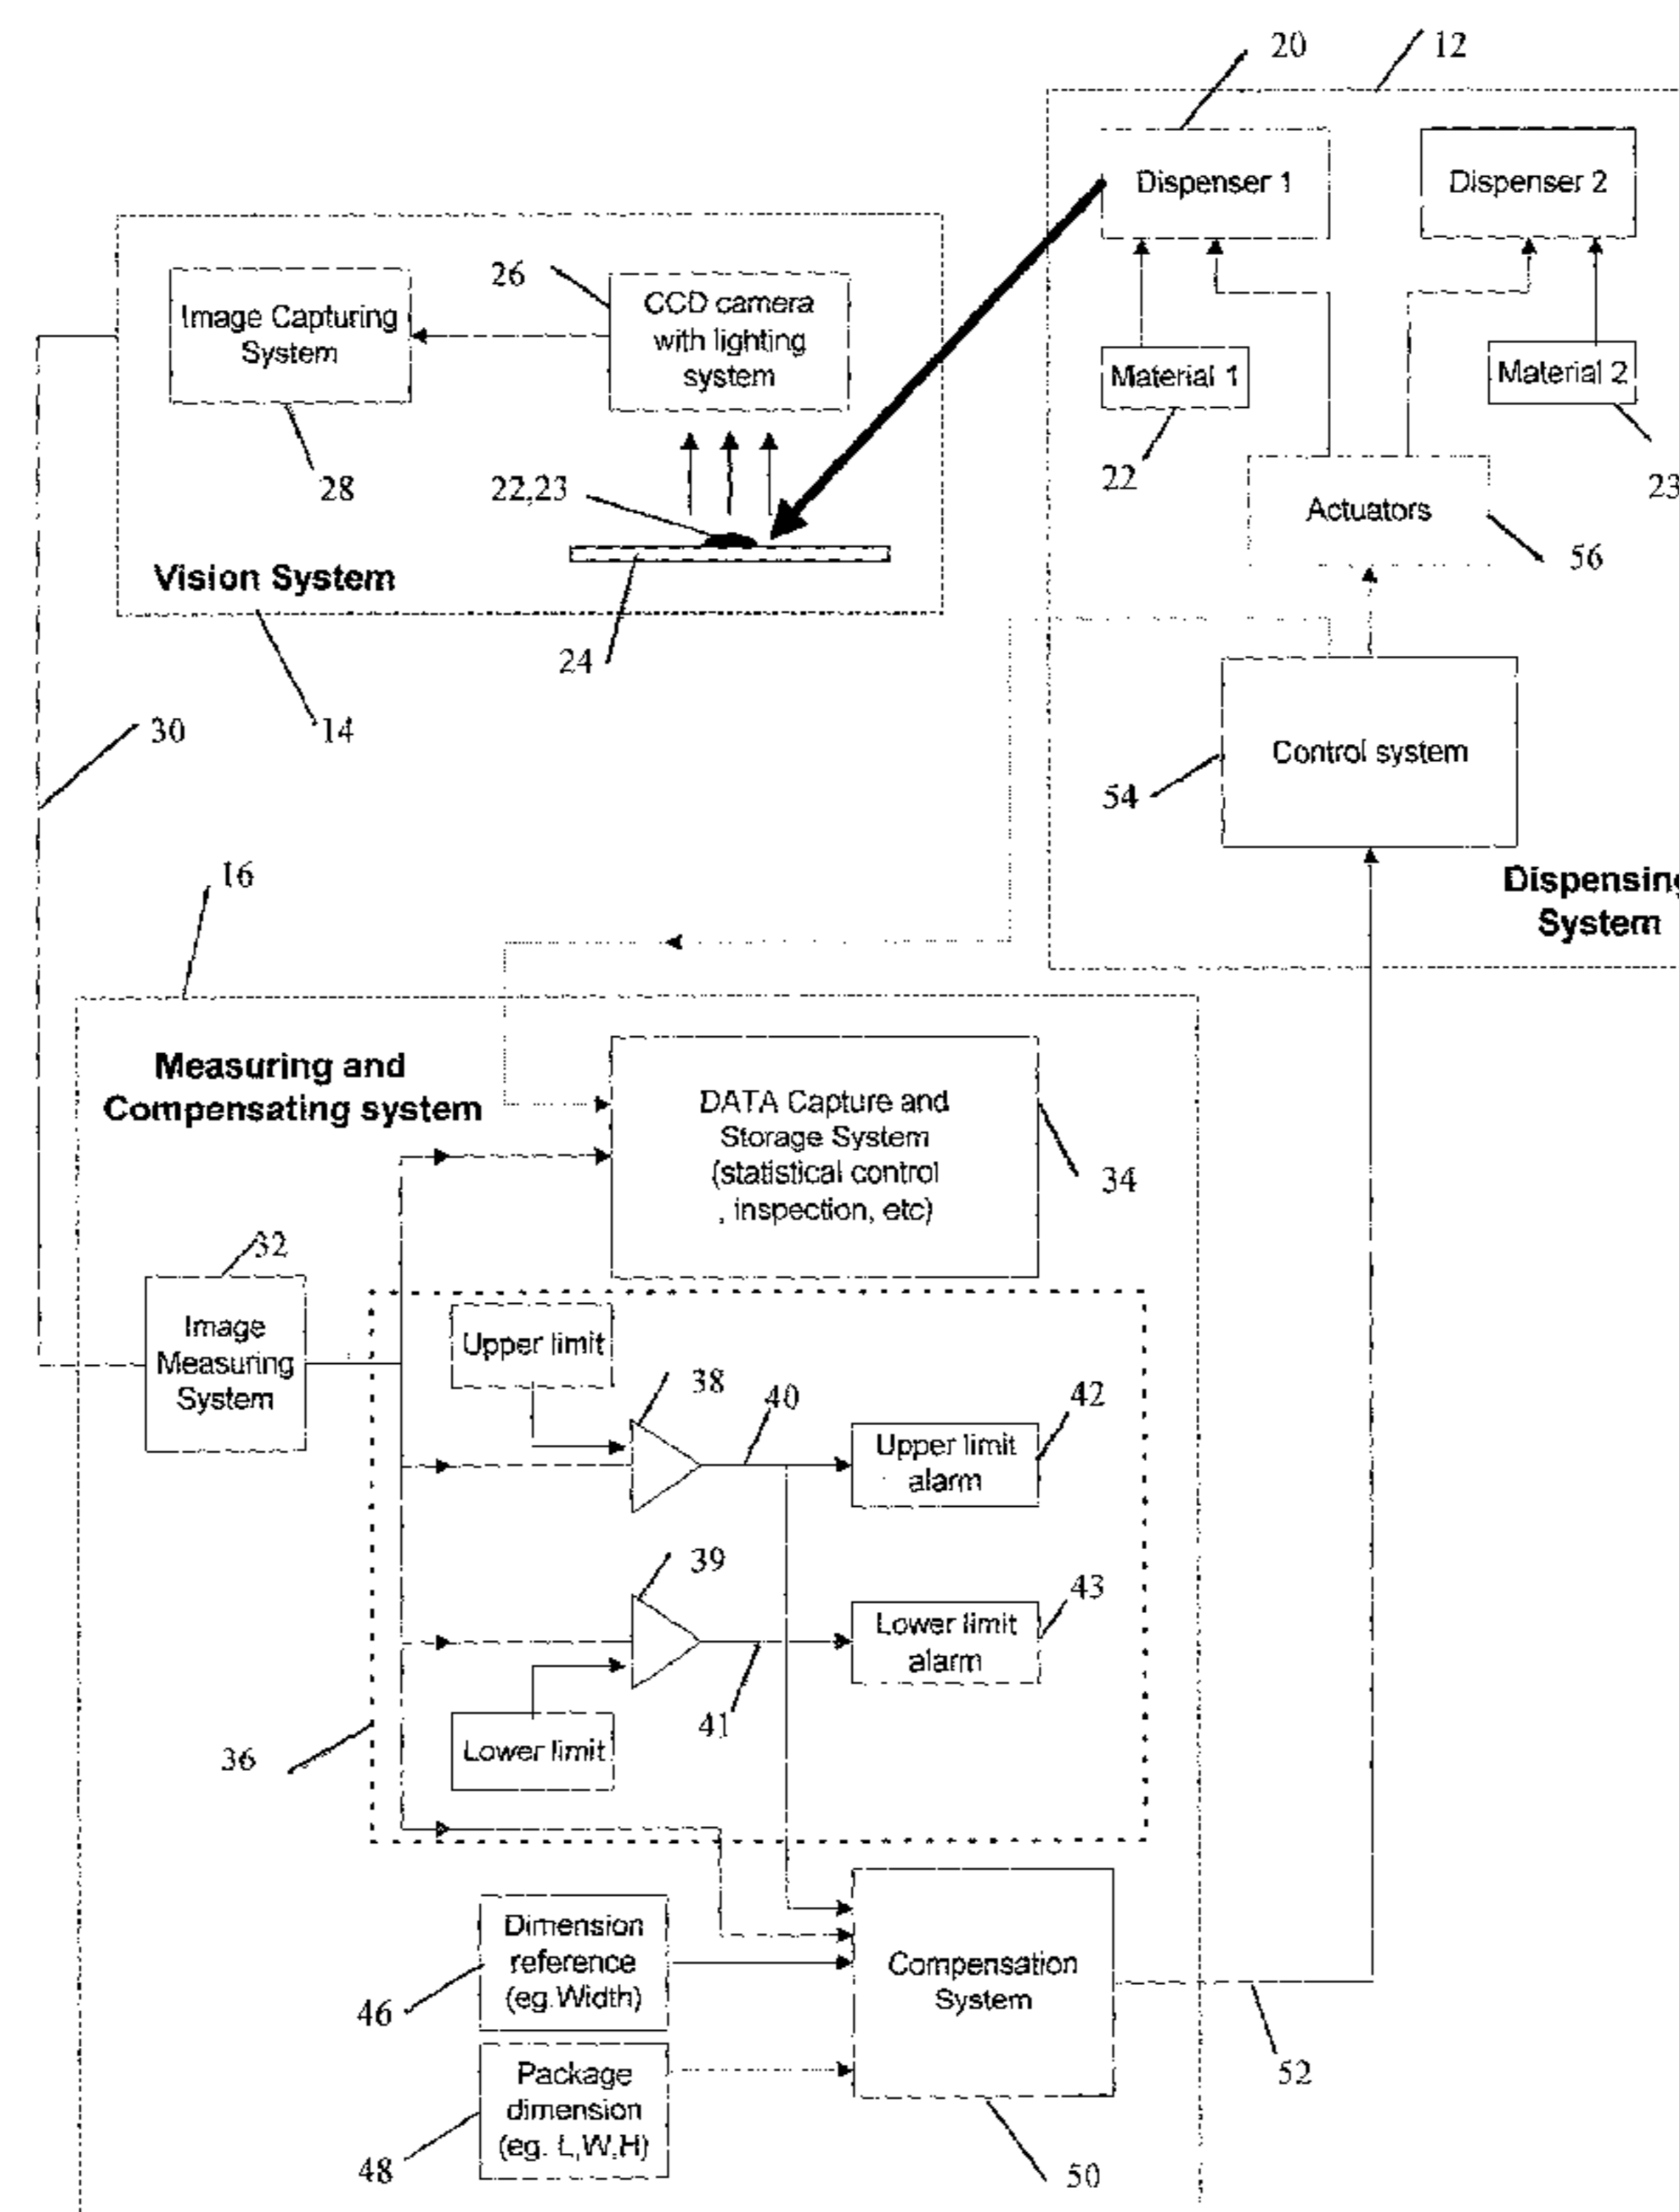 20
12
Dispenser 1
Dispenser 2
26
CCD camera
with lighting
system
Image Capturing
System
Material 1
Material 2
22
23
28
22,23
Actuators
56
Vision System
24
14
30
Control system
54
Dispensing
System
16
Measuring and
Compensating system
DATA Capture and
Storage System
(statistical control
, inspection, etc)
34
32
Image
Measuring
System
Upper limit
38
40
42
Upper limit
alarm
39
43
Lower limit
alarm
41
Lower limit
36
Dimension
reference
(eg.Width)
46
Compensation
System
52
Package
dimension
(eg. L,W,H)
48
50